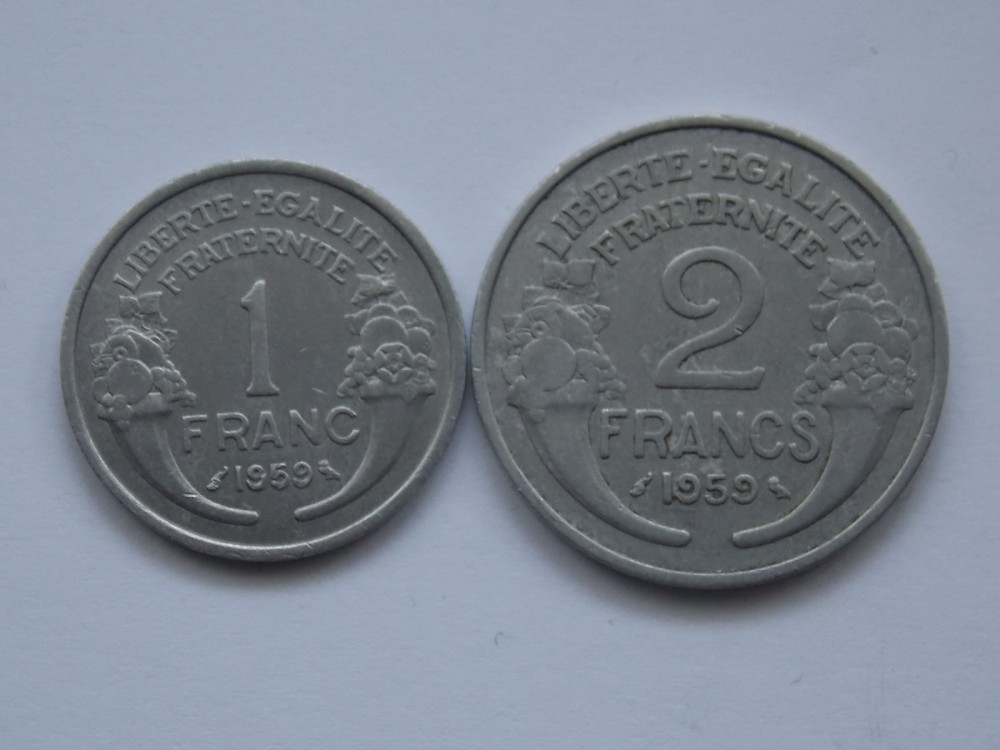 LIBERTE · EGALITE
FRATERNITE
1
FRANC
1959
LIBERTE · EGALITE
FRATERNITE
2
FRANCS
1959